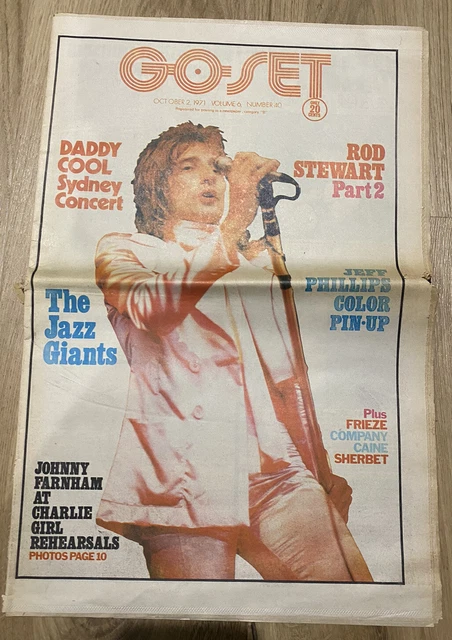 GO-SET
OCTOBER 2, 1971 VOLUME 6, NUMBER 40
ONLY
20
CENTS
DADDY
COOL
Sydney
Concert
ROD
STEWART
Part 2
The
Jazz
Giants
JEFF
PHILLIPS
COLOR
PIN-UP
Plus
FRIEZE
COMPANY
CAINE
SHERBET
JOHNNY
FARNHAM
AT
CHARLIE
GIRL
REHEARSALS
PHOTOS PAGE 10